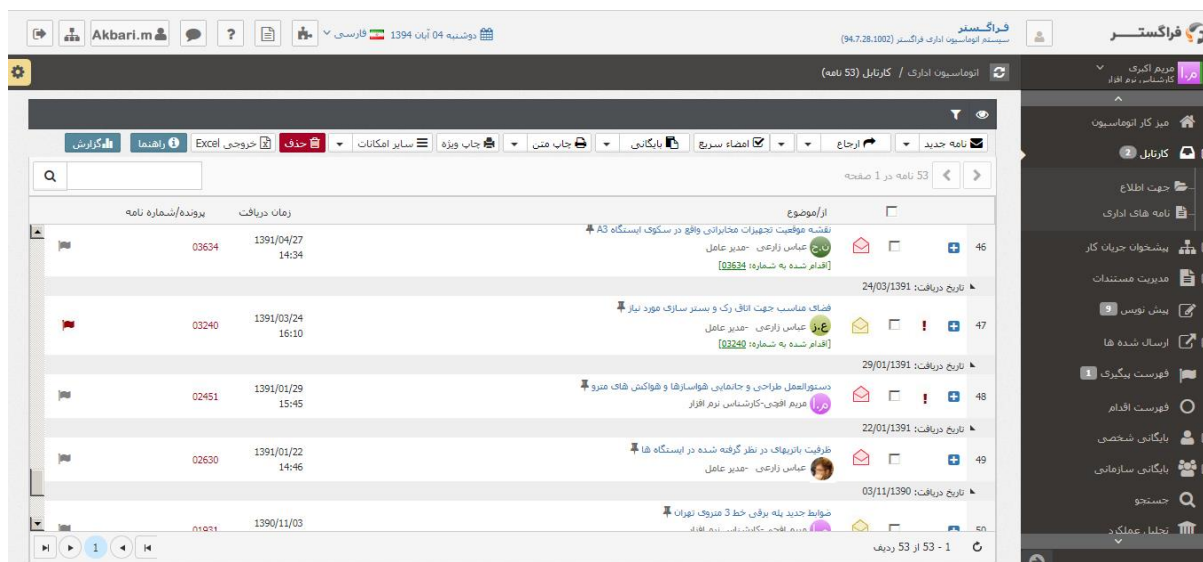 فراگستــــر
فـراگـسـتر
سیستم اتوماسیون اداری فراگستر (94.7.28.1002)
دوشنبه 04 آبان 1394
فارسی
?
Akbari.m
مریم اکبری
کارشناس نرم افزار
م.ا
اتوماسیون اداری / کارتابل (53 نامه)
میز کار اتوماسیون
کارتابل 2
جهت اطلاع
نامه های اداری
پیشخوان جریان کار
مدیریت مستندات
پیش نویس 9
ارسال شده ها
فهرست پیگیری 1
فهرست اقدام
بایگانی شخصی
بایگانی سازمانی
جستجو
تحلیل عملکرد
نامه جدید
ارجاع
امضاء سریع
بایگانی
چاپ متن
چاپ ویژه
سایر امکانات
حذف
خروجی Excel
راهنما
گزارش
53 نامه در 1 صفحه
از/موضوع
زمان دریافت
پرونده/شماره نامه
46
نقشه موقعیت تجهیزات مخابراتی واقع در سکوی ایستگاه A3
ن.ج عباس زارعی -مدیر عامل
[اقدام شده به شماره: 03634]
1391/04/27
14:34
03634
تاریخ دریافت: 24/03/1391
47
فضای مناسب جهت اتاق رک و بستر سازی مورد نیاز
ع.ز عباس زارعی -مدیر عامل
[اقدام شده به شماره: 03240]
1391/03/24
16:10
03240
تاریخ دریافت: 29/01/1391
48
دستورالعمل طراحی و جانمایی هواسازها و هواکش های مترو
م.ا مریم افچی-کارشناس نرم افزار
1391/01/29
15:45
02451
تاریخ دریافت: 22/01/1391
49
ظرفیت باتریهای در نظر گرفته شده در ایستگاه ها
عباس زارعی -مدیر عامل
1391/01/22
14:46
02630
تاریخ دریافت: 03/11/1390
50
ضوابط جدید پله برقی خط 3 متروی تهران
مریم افچی-کارشناس نرم افزار
1390/11/03
01931
1 - 53 از 53 ردیف
1